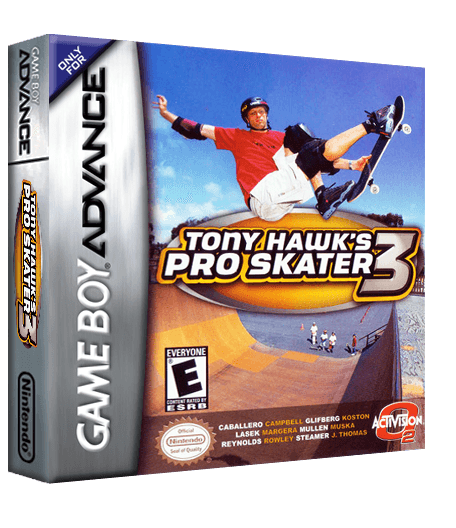 GAME BOY ADVANCE
TONY HAWK'S
PRO SKATER
3
Nintendo
ONLY
FOR
GAME BOY ADVANCE
TONY HAWK'S
PRO SKATER 3
EVERYONE
E
CONTENT RATED BY
ESRB
Official
Nintendo
Seal of Quality
CABALLERO CAMPBELL GLIFBERG KOSTON
LASEK MARGERA MULLEN MUSKA
REYNOLDS ROWLEY STEAMER J. THOMAS
ACTIVISION
O2